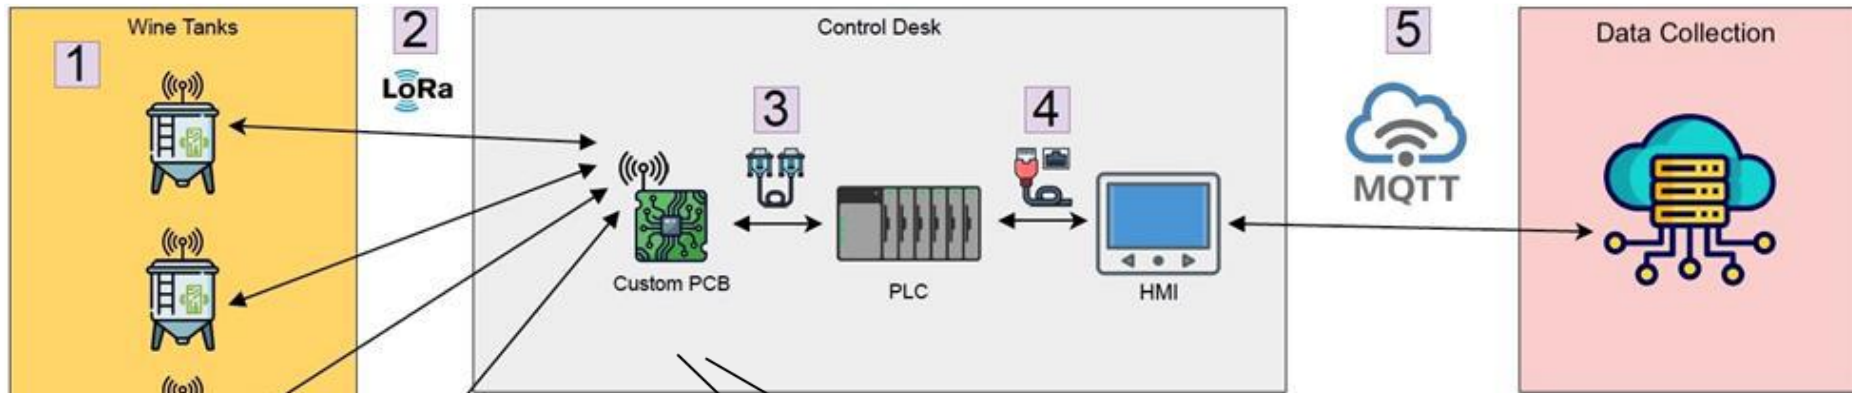 Wine Tanks
1
2
LoRa
Control Desk
3
4
Custom PCB
PLC
HMI
5
MQTT
Data Collection